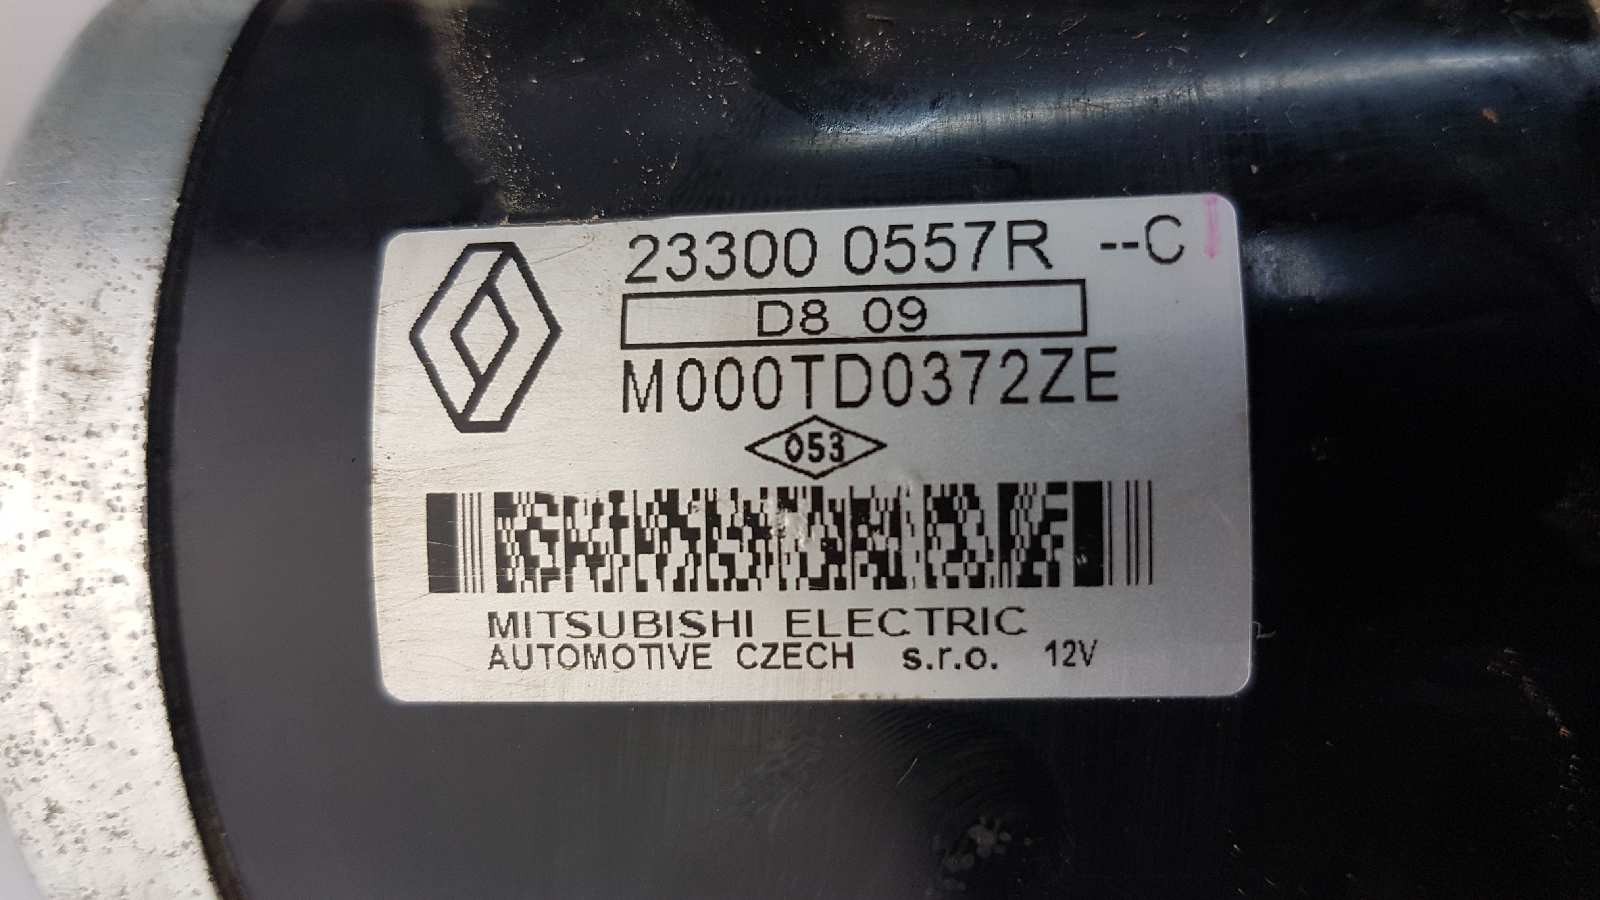 23300 0557R --C
D8 09
M000TD0372ZE
053
MITSUBISHI ELECTRIC
AUTOMOTIVE CZECH s.r.o. 12V